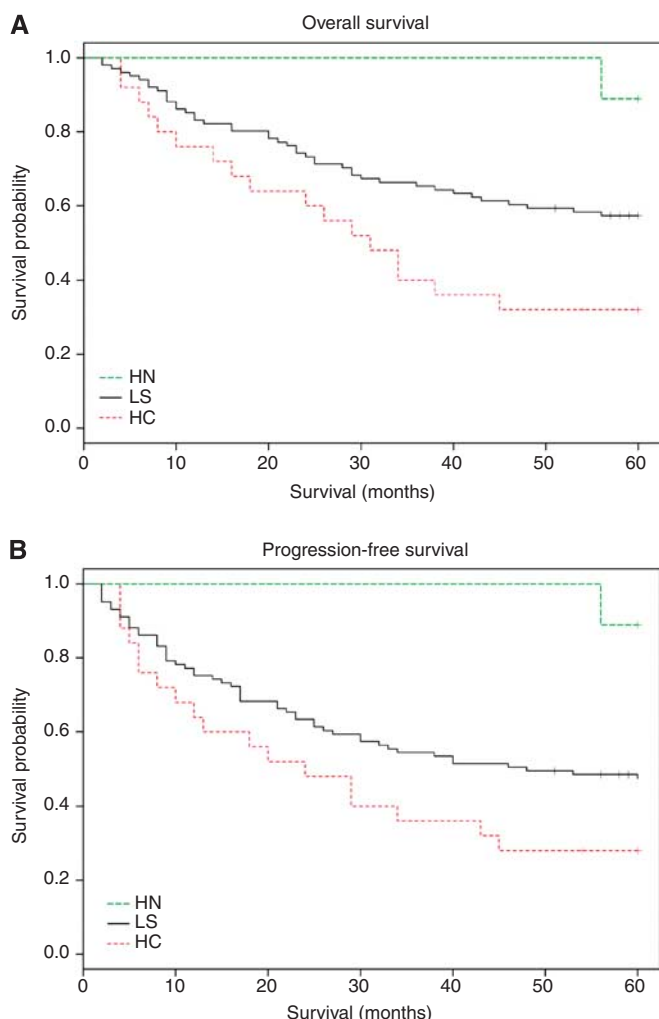 A
Overall survival
1.0
0.8
0.6
0.4
0.2
0.0
Survival probability
HN
LS
HC
0 10 20 30 40 50 60
Survival (months)
B
Progression-free survival
1.0
0.8
0.6
0.4
0.2
0.0
Survival probability
HN
LS
HC
0 10 20 30 40 50 60
Survival (months)